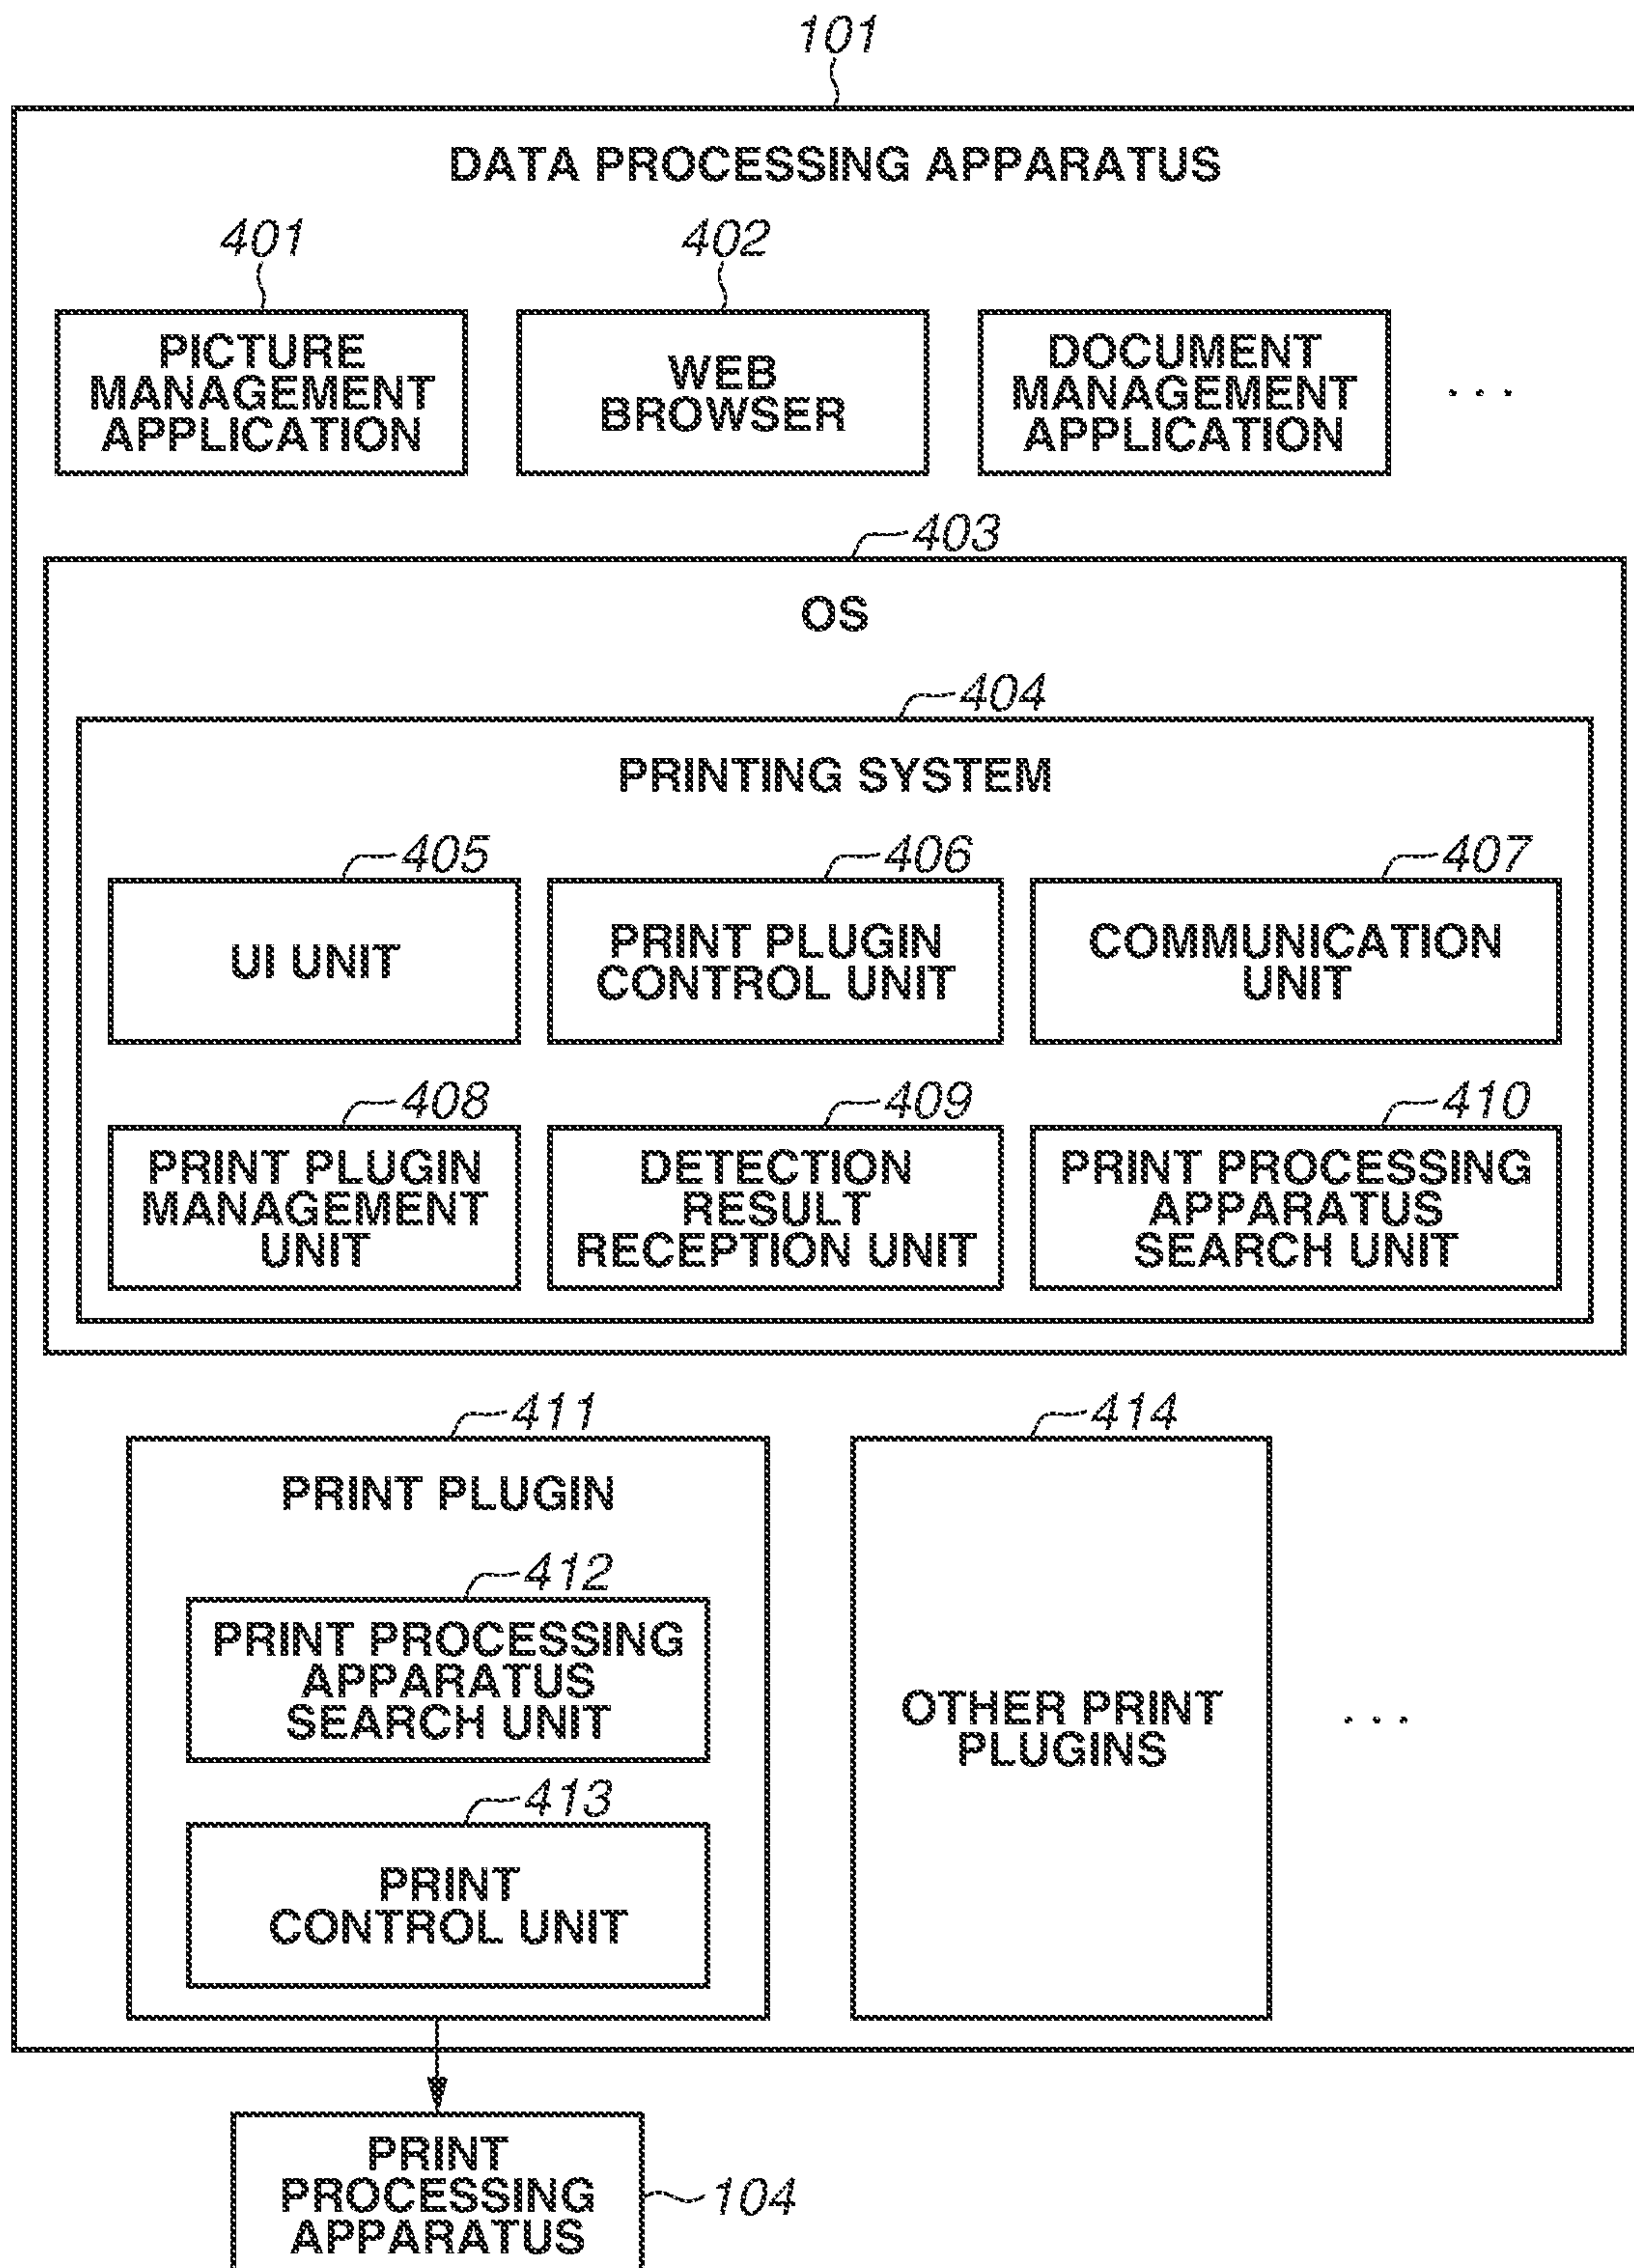 101
DATA PROCESSING APPARATUS
401
402
PICTURE
MANAGEMENT
APPLICATION
WEB
BROWSER
DOCUMENT
MANAGEMENT
APPLICATION
. . .
403
OS
404
PRINTING SYSTEM
405
406
407
UI UNIT
PRINT PLUGIN
CONTROL UNIT
COMMUNICATION
UNIT
408
409
410
PRINT PLUGIN
MANAGEMENT
UNIT
DETECTION
RESULT
RECEPTION UNIT
PRINT PROCESSING
APPARATUS
SEARCH UNIT
411
414
PRINT PLUGIN
412
PRINT PROCESSING
APPARATUS
SEARCH UNIT
413
PRINT
CONTROL UNIT
OTHER PRINT
PLUGINS
. . .
PRINT
PROCESSING
APPARATUS
104